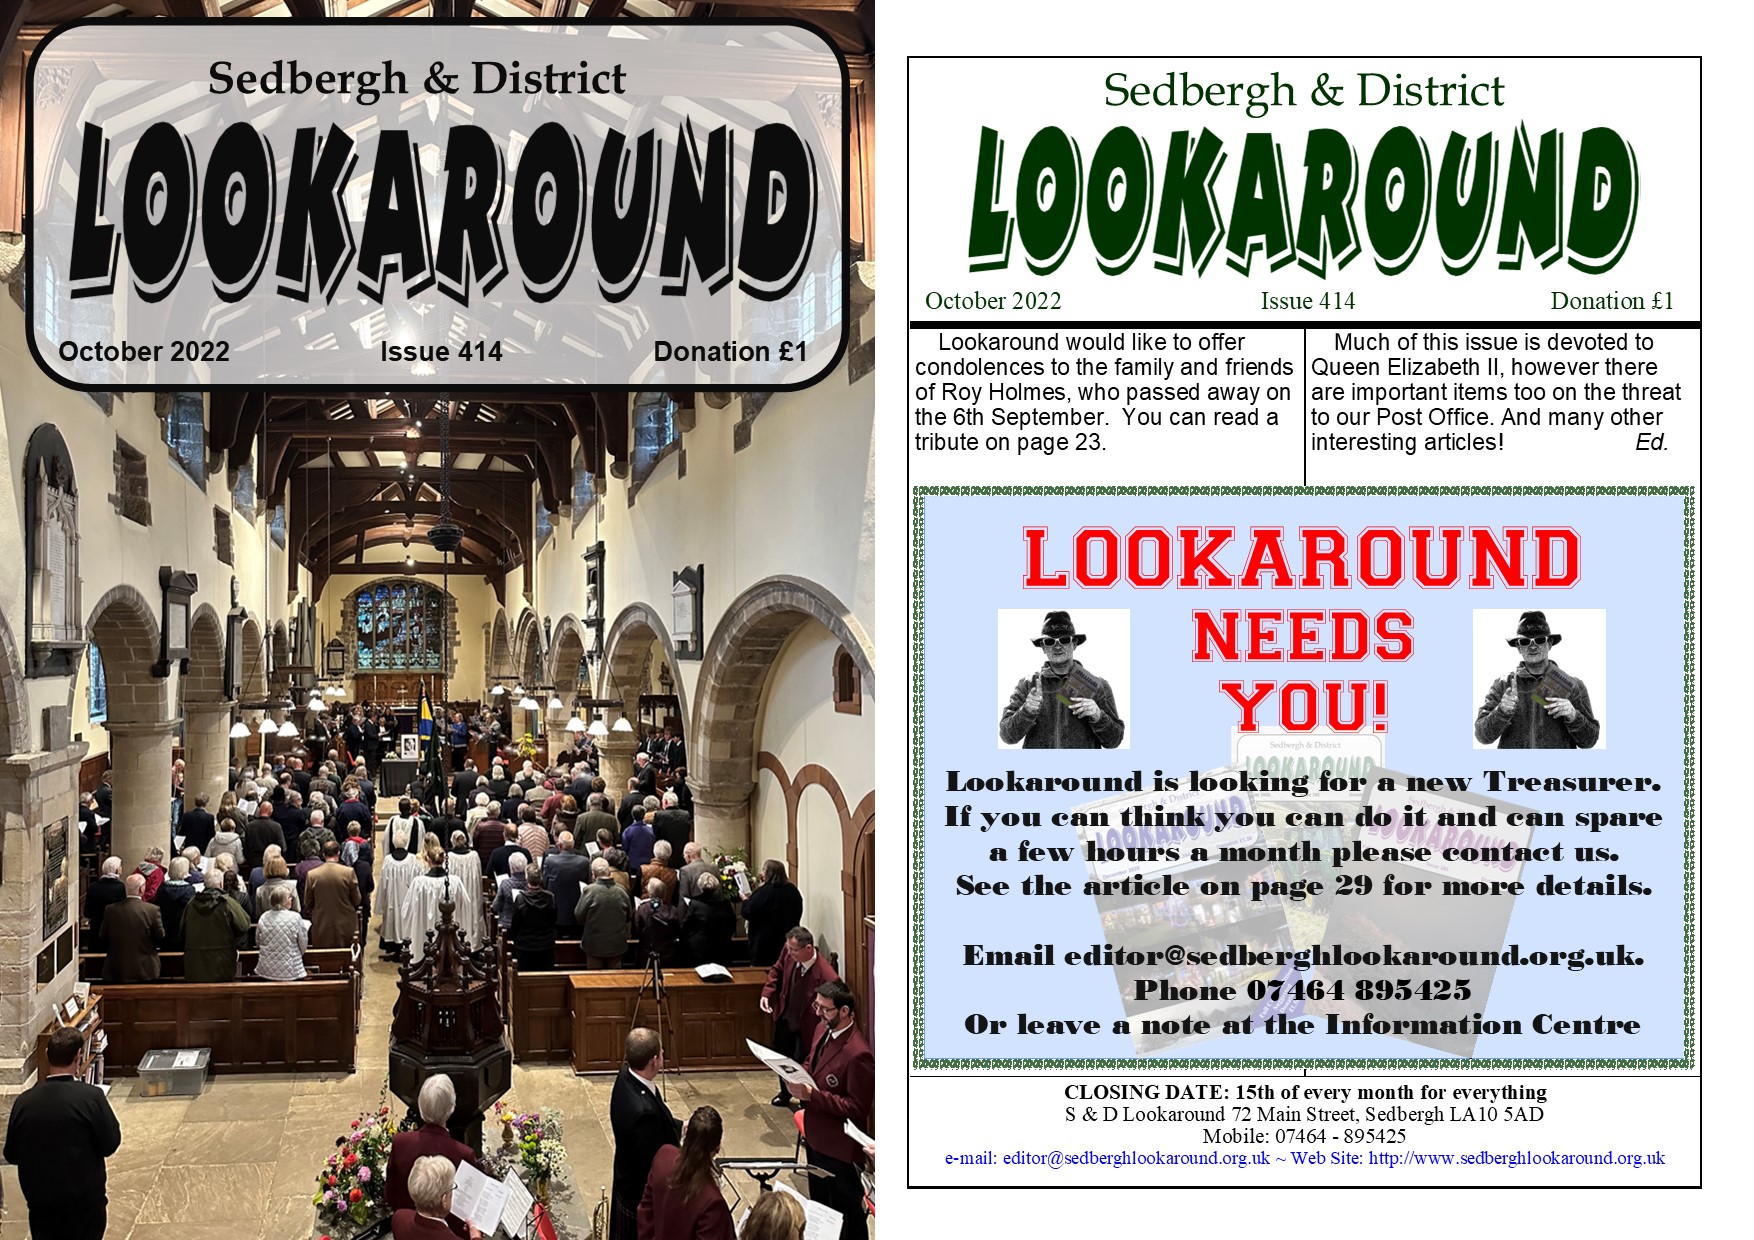 Sedbergh & District
LOOKAROUND
October 2022 Issue 414 Donation £1
Sedbergh & District
LOOKAROUND
October 2022 Issue 414 Donation £1
Lookaround would like to offer
condolences to the family and friends
of Roy Holmes, who passed away on
the 6th September. You can read a
tribute on page 23.
Much of this issue is devoted to
Queen Elizabeth II, however there
are important items too on the threat
to our Post Office. And many other
interesting articles! Ed.
LOOKAROUND
NEEDS
YOU!
Sedbergh & District
LOOKAROUND
Sedbergh & District
LOOKAROUND
LOOKAROUND
Lookaround is looking for a new Treasurer.
If you can think you can do it and can spare
a few hours a month please contact us.
See the article on page 29 for more details.
Email editor@sedberghlookaround.org.uk.
Phone 07464 895425
Or leave a note at the Information Centre
CLOSING DATE: 15th of every month for everything
S & D Lookaround 72 Main Street, Sedbergh LA10 5AD
Mobile: 07464 - 895425
e-mail: editor@sedberghlookaround.org.uk ~ Web Site: http://www.sedberghlookaround.org.uk